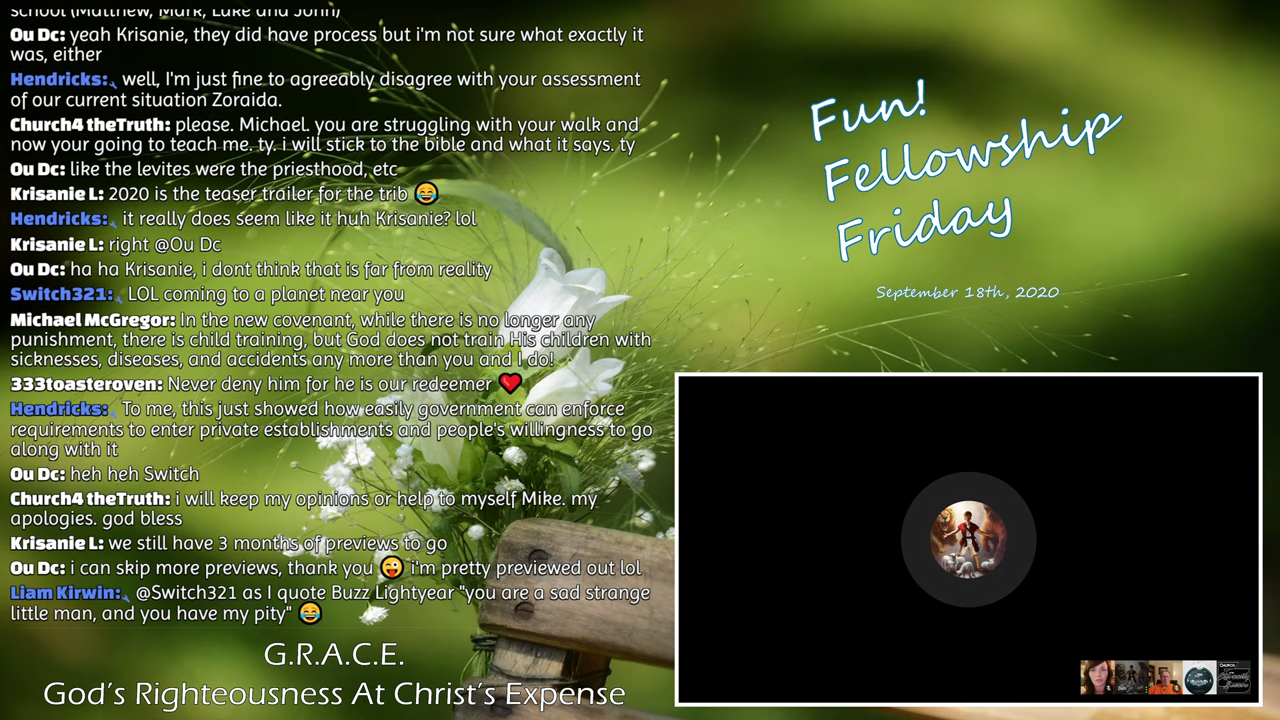 school (Matthew, Mark, Luke and John)
Ou Dc: yeah Krisanie, they did have process but i'm not sure what exactly it
was, either
Hendricks: well, I'm just fine to agreeably disagree with your assessment
of our current situation Zoraida.
Church4 theTruth: please. Michael. you are struggling with your walk and
now your going to teach me. ty. i will stick to the bible and what it says. ty
Ou Dc: like the levites were the priesthood, etc
Krisanie L: 2020 is the teaser trailer for the trib 😂
Hendricks: it really does seem like it huh Krisanie? lol
Krisanie L: right @Ou Dc
Ou Dc: ha ha Krisanie, i dont think that is far from reality
Switch321: LOL coming to a planet near you
Michael McGregor: In the new covenant, while there is no longer any
punishment, there is child training, but God does not train His children with
sicknesses, diseases, and accidents any more than you and I do!
333toasteroven: Never deny him for he is our redeemer ❤️
Hendricks: To me, this just showed how easily government can enforce
requirements to enter private establishments and people's willingness to go
along with it
Ou Dc: heh heh Switch
Church4 theTruth: i will keep my opinions or help to myself Mike. my
apologies. god bless
Krisanie L: we still have 3 months of previews to go
Ou Dc: i can skip more previews, thank you 😜 i'm pretty previewed out lol
Liam Kirwin: @Switch321 as I quote Buzz Lightyear "you are a sad strange
little man, and you have my pity" 😂
G.R.A.C.E.
God's Righteousness At Christ's Expense
Fun!
Fellowship
Friday
September 18th, 2020